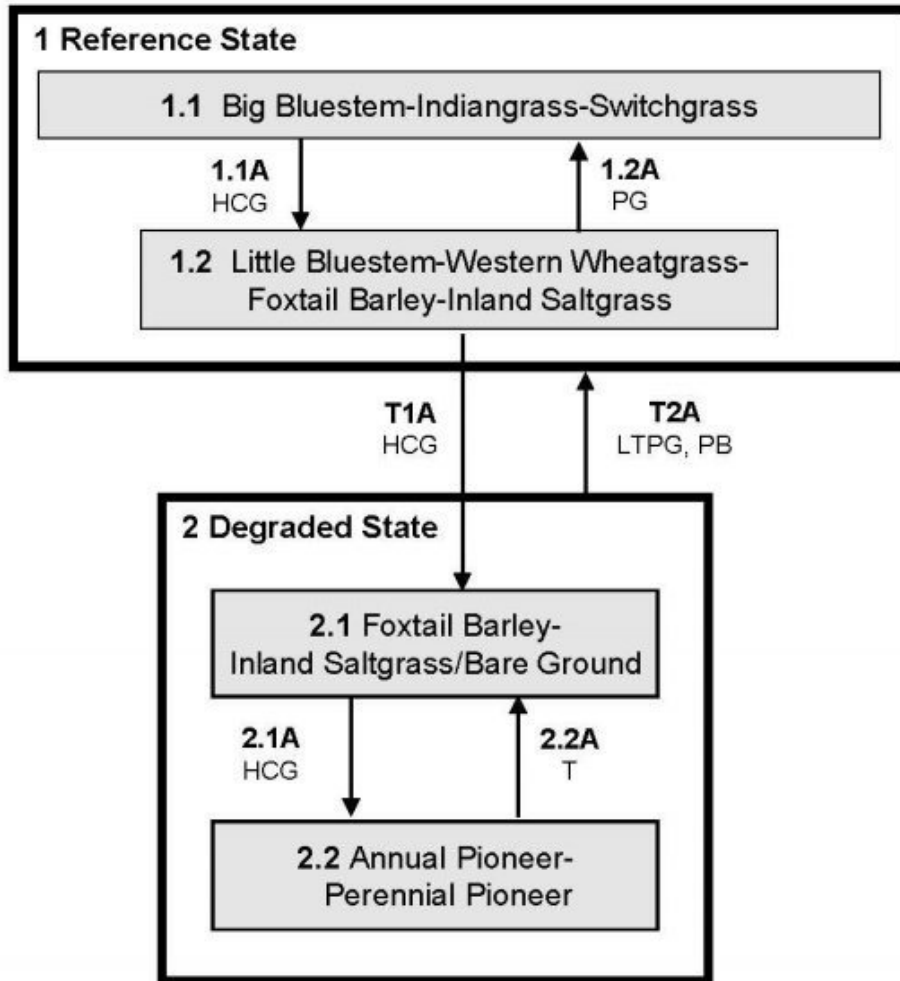 1 Reference State
1.1 Big Bluestem-Indiangrass-Switchgrass
1.1A
HCG
1.2A
PG
1.2 Little Bluestem-Western Wheatgrass-
Foxtail Barley-Inland Saltgrass
T1A
HCG
T2A
LTPG, PB
2 Degraded State
2.1 Foxtail Barley-
Inland Saltgrass/Bare Ground
2.1A
HCG
2.2A
T
2.2 Annual Pioneer-
Perennial Pioneer